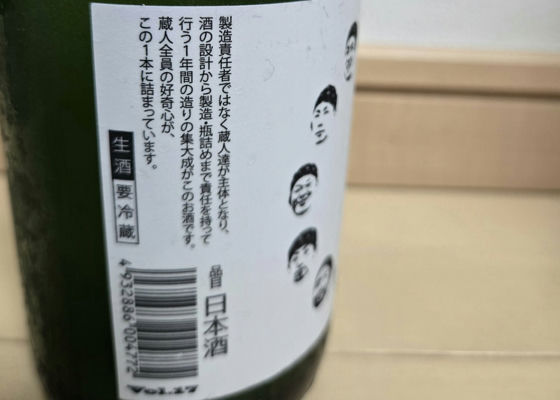 製造責任者ではなく蔵人達が主体となり、
酒の設計から製造・瓶詰めまで責任を持って
行う1年間の造りの集大成がこのお酒です。
蔵人全員の好奇心が、
この1本に詰まっています。
生酒 要冷蔵
品目 日本酒
4932886004772
Vol.17